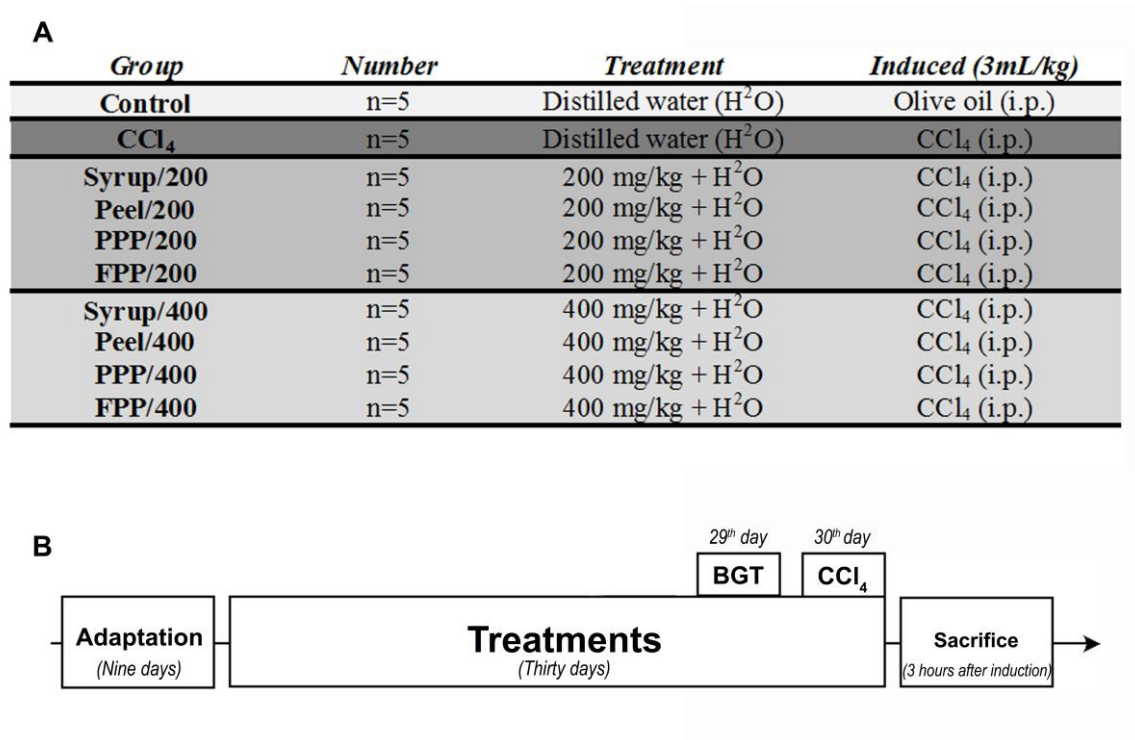 A
Group Number Treatment Induced (3mL/kg)
Control n=5 Distilled water (H²O) Olive oil (i.p.)
CCl₄ n=5 Distilled water (H²O) CCl₄ (i.p.)
Syrup/200 n=5 200 mg/kg + H²O CCl₄ (i.p.)
Peel/200 n=5 200 mg/kg + H²O CCl₄ (i.p.)
PPP/200 n=5 200 mg/kg + H²O CCl₄ (i.p.)
FPP/200 n=5 200 mg/kg + H²O CCl₄ (i.p.)
Syrup/400 n=5 400 mg/kg + H²O CCl₄ (i.p.)
Peel/400 n=5 400 mg/kg + H²O CCl₄ (i.p.)
PPP/400 n=5 400 mg/kg + H²O CCl₄ (i.p.)
FPP/400 n=5 400 mg/kg + H²O CCl₄ (i.p.)
B
29th day 30th day
BGT CCl₄
Adaptation Treatments Sacrifice
(Nine days) (Thirty days) (3 hours after induction)